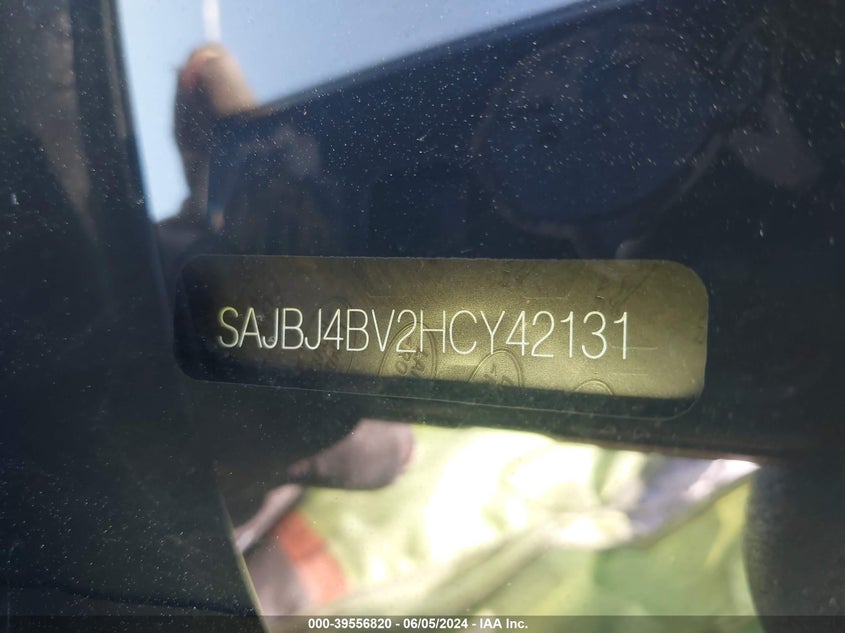 SAJBJ4BV2HCY42131
000-39556820 - 06/05/2024 - IAA Inc.